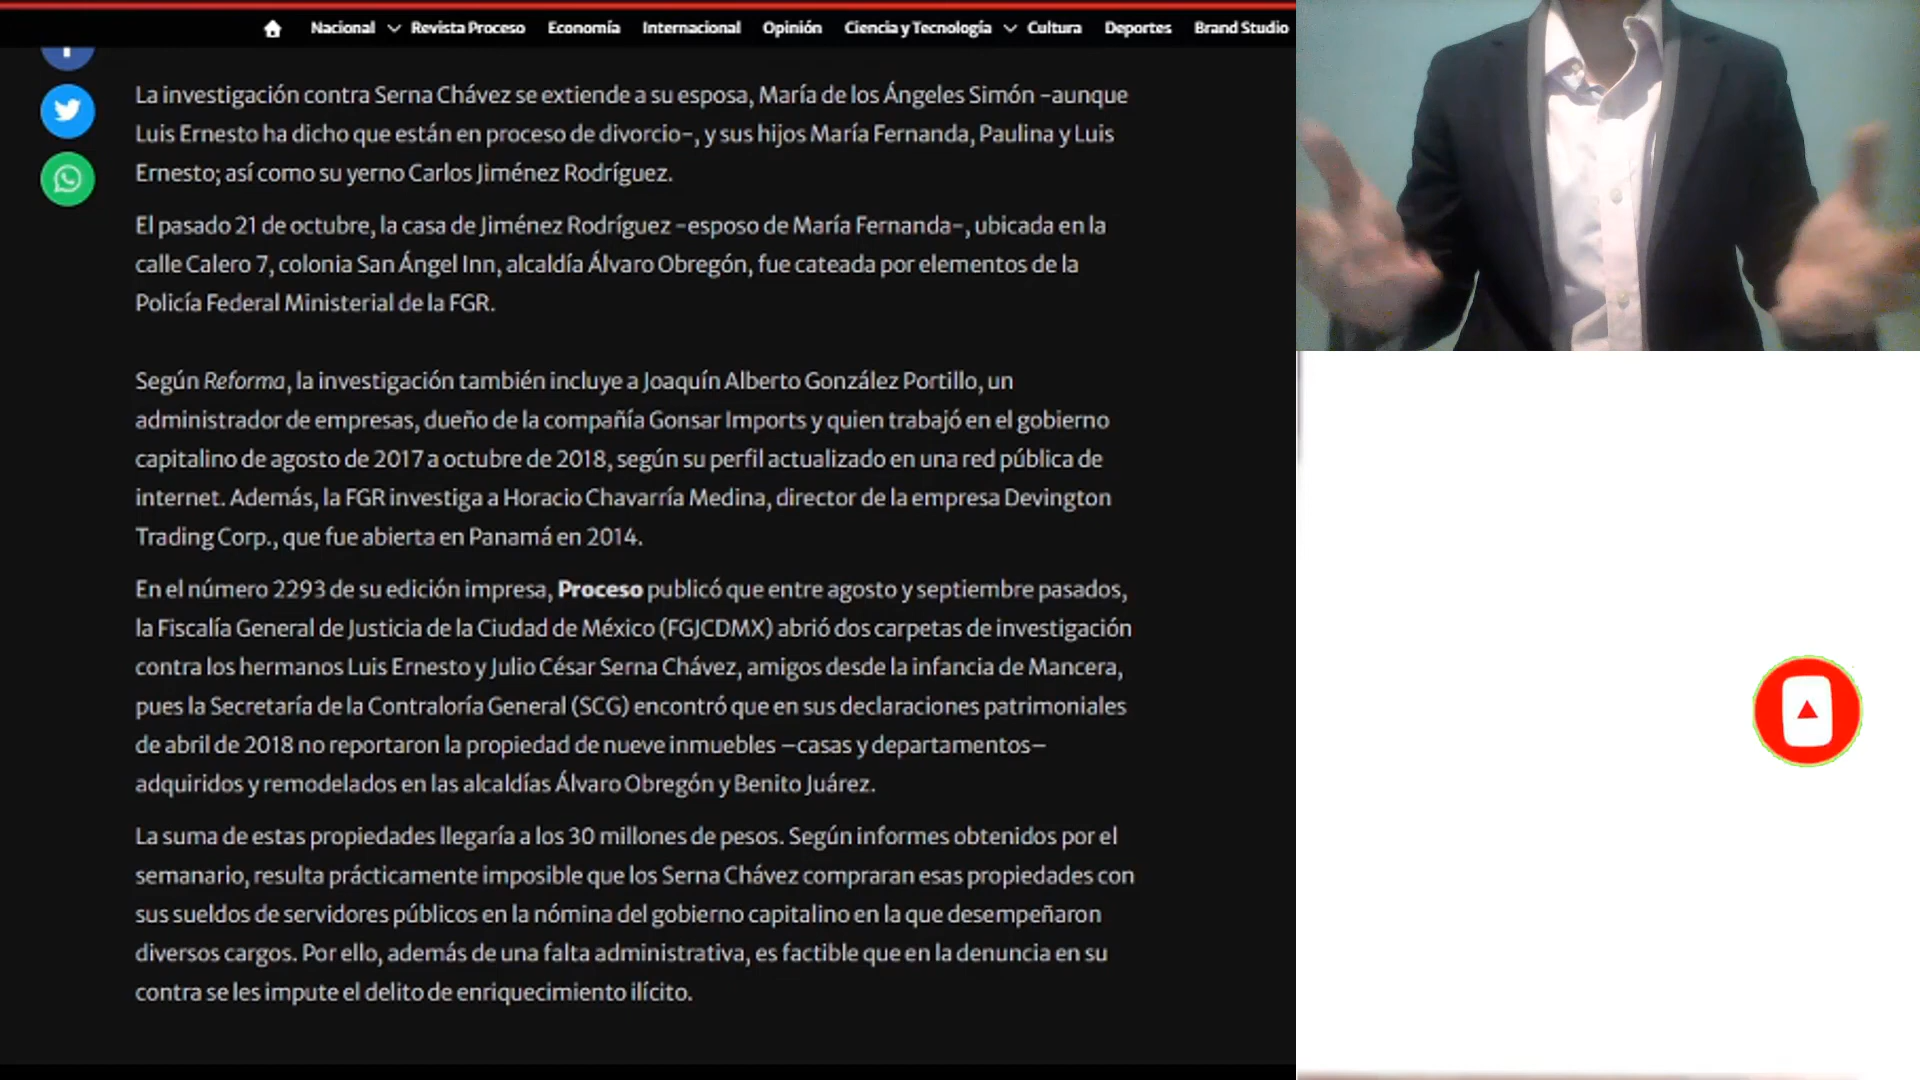 Nacional Revista Proceso Economía Internacional Opinión Ciencia y Tecnología Cultura Deportes Brand Studio
La investigación contra Serna Chávez se extiende a su esposa, María de los Ángeles Simón –aunque
Luis Ernesto ha dicho que están en proceso de divorcio–, y sus hijos María Fernanda, Paulina y Luis
Ernesto; así como su yerno Carlos Jiménez Rodríguez.
El pasado 21 de octubre, la casa de Jiménez Rodríguez –esposo de María Fernanda–, ubicada en la
calle Calero 7, colonia San Ángel Inn, alcaldía Álvaro Obregón, fue cateada por elementos de la
Policía Federal Ministerial de la FGR.
Según Reforma, la investigación también incluye a Joaquín Alberto González Portillo, un
administrador de empresas, dueño de la compañía Gonsar Imports y quien trabajó en el gobierno
capitalino de agosto de 2017 a octubre de 2018, según su perfil actualizado en una red pública de
internet. Además, la FGR investiga a Horacio Chavarría Medina, director de la empresa Devington
Trading Corp., que fue abierta en Panamá en 2014.
En el número 2293 de su edición impresa, Proceso publicó que entre agosto y septiembre pasados,
la Fiscalía General de Justicia de la Ciudad de México (FGJCDMX) abrió dos carpetas de investigación
contra los hermanos Luis Ernesto y Julio César Serna Chávez, amigos desde la infancia de Mancera,
pues la Secretaría de la Contraloría General (SCG) encontró que en sus declaraciones patrimoniales
de abril de 2018 no reportaron la propiedad de nueve inmuebles —casas y departamentos—
adquiridos y remodelados en las alcaldías Álvaro Obregón y Benito Juárez.
La suma de estas propiedades llegaría a los 30 millones de pesos. Según informes obtenidos por el
semanario, resulta prácticamente imposible que los Serna Chávez compraran esas propiedades con
sus sueldos de servidores públicos en la nómina del gobierno capitalino en la que desempeñaron
diversos cargos. Por ello, además de una falta administrativa, es factible que en la denuncia en su
contra se les impute el delito de enriquecimiento ilícito.